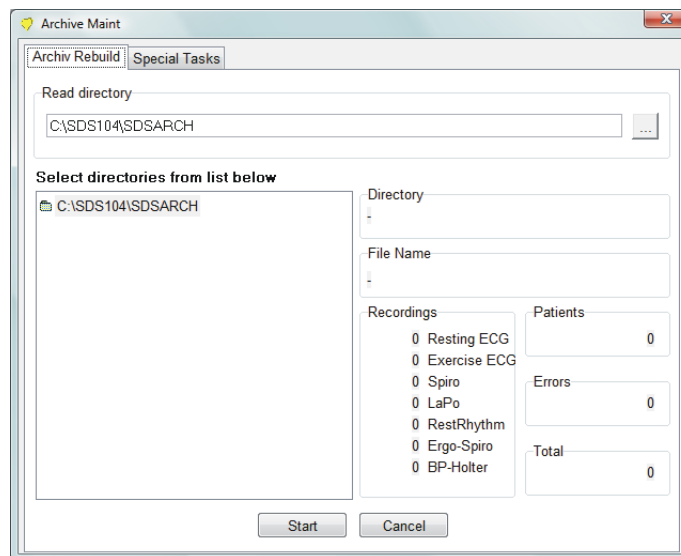 Archive Maint
Archiv Rebuild Special Tasks
Read directory
C:\SDS104\SDSARCH
...
Select directories from list below
C:\SDS104\SDSARCH
Directory
-
File Name
-
Recordings
0 Resting ECG
0 Exercise ECG
0 Spiro
0 LaPo
0 RestRhythm
0 Ergo-Spiro
0 BP-Holter
Patients
0
Errors
0
Total
0
Start Cancel